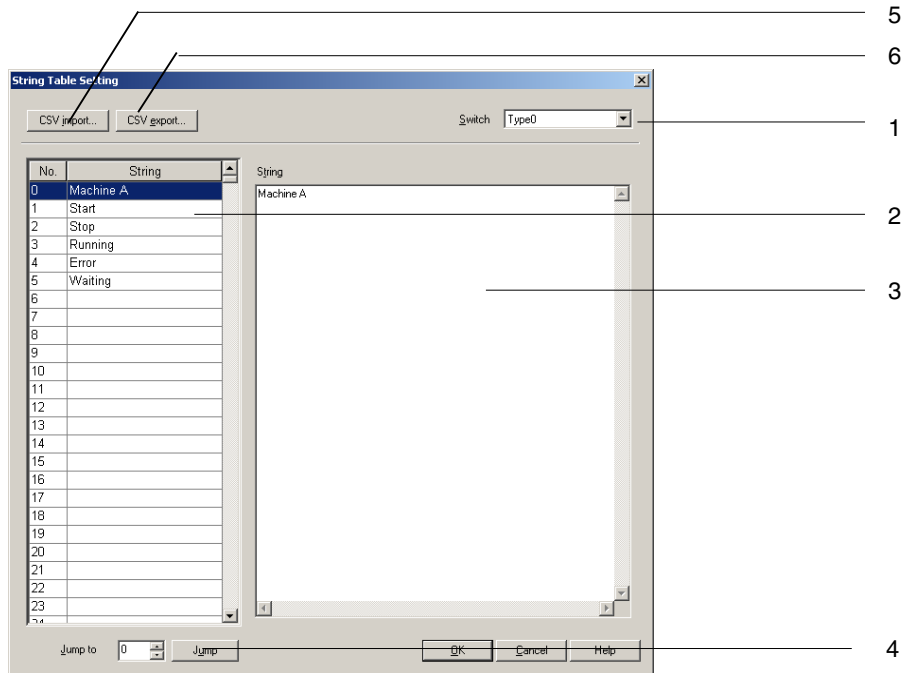 5
6
String Table Setting
CSV import... CSV export... Switch Type0
1
No. String
String
0 Machine A
Machine A
1 Start
2
2 Stop
3 Running
4 Error
5 Waiting
3
6
7
8
9
10
11
12
13
14
15
16
17
18
19
20
21
22
23
24
Jump to 0 Jump OK Cancel Help
4